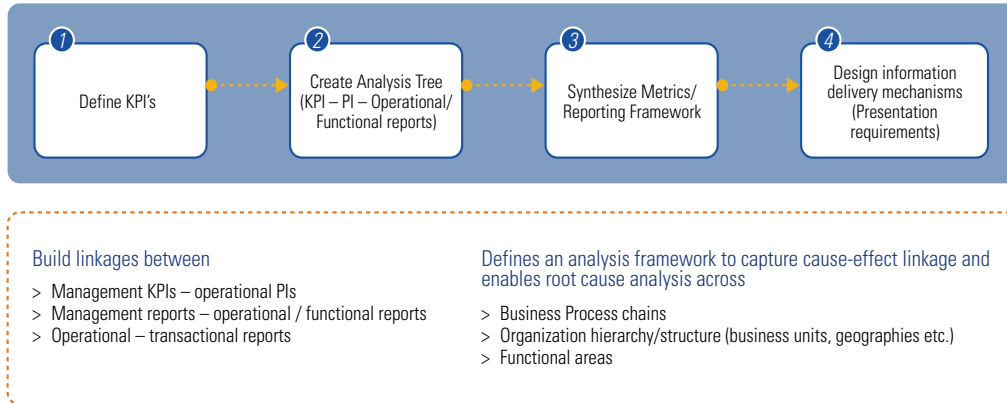 1
Define KPI's
2
Create Analysis Tree
(KPI – PI – Operational/
Functional reports)
3
Synthesize Metrics/
Reporting Framework
4
Design information
delivery mechanisms
(Presentation
requirements)
Build linkages between
> Management KPIs – operational PIs
> Management reports – operational / functional reports
> Operational – transactional reports
Defines an analysis framework to capture cause-effect linkage and
enables root cause analysis across
> Business Process chains
> Organization hierarchy/structure (business units, geographies etc.)
> Functional areas